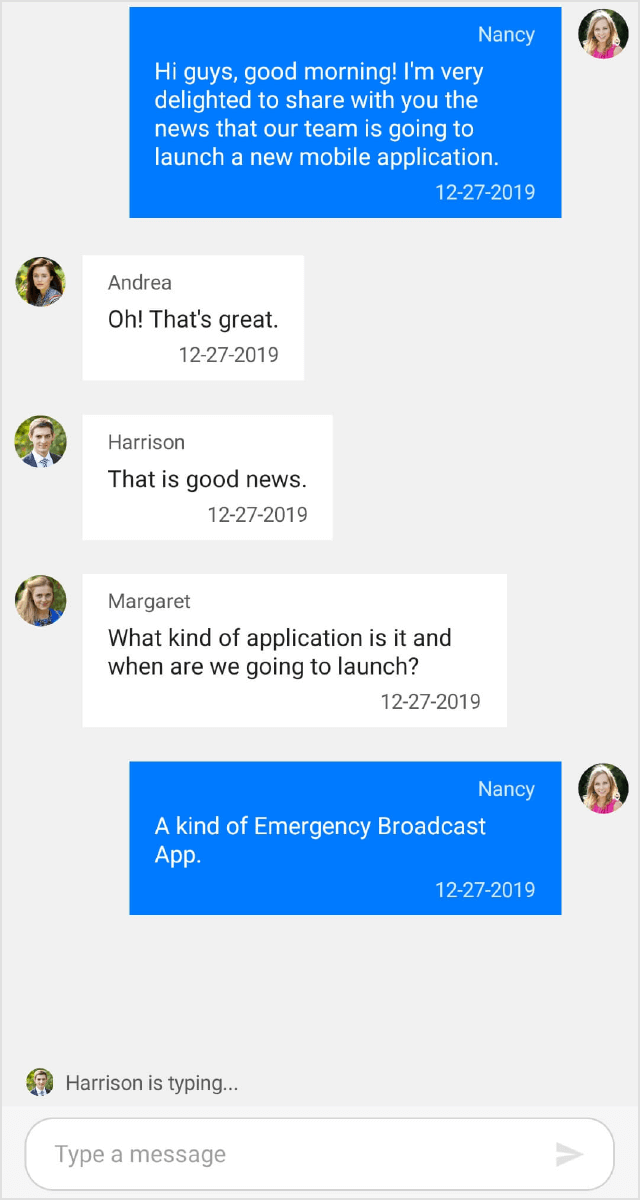 Nancy
Hi guys, good morning! I'm very
delighted to share with you the
news that our team is going to
launch a new mobile application.
12-27-2019
Andrea
Oh! That's great.
12-27-2019
Harrison
That is good news.
12-27-2019
Margaret
What kind of application is it and
when are we going to launch?
12-27-2019
Nancy
A kind of Emergency Broadcast
App.
12-27-2019
Harrison is typing...
Type a message